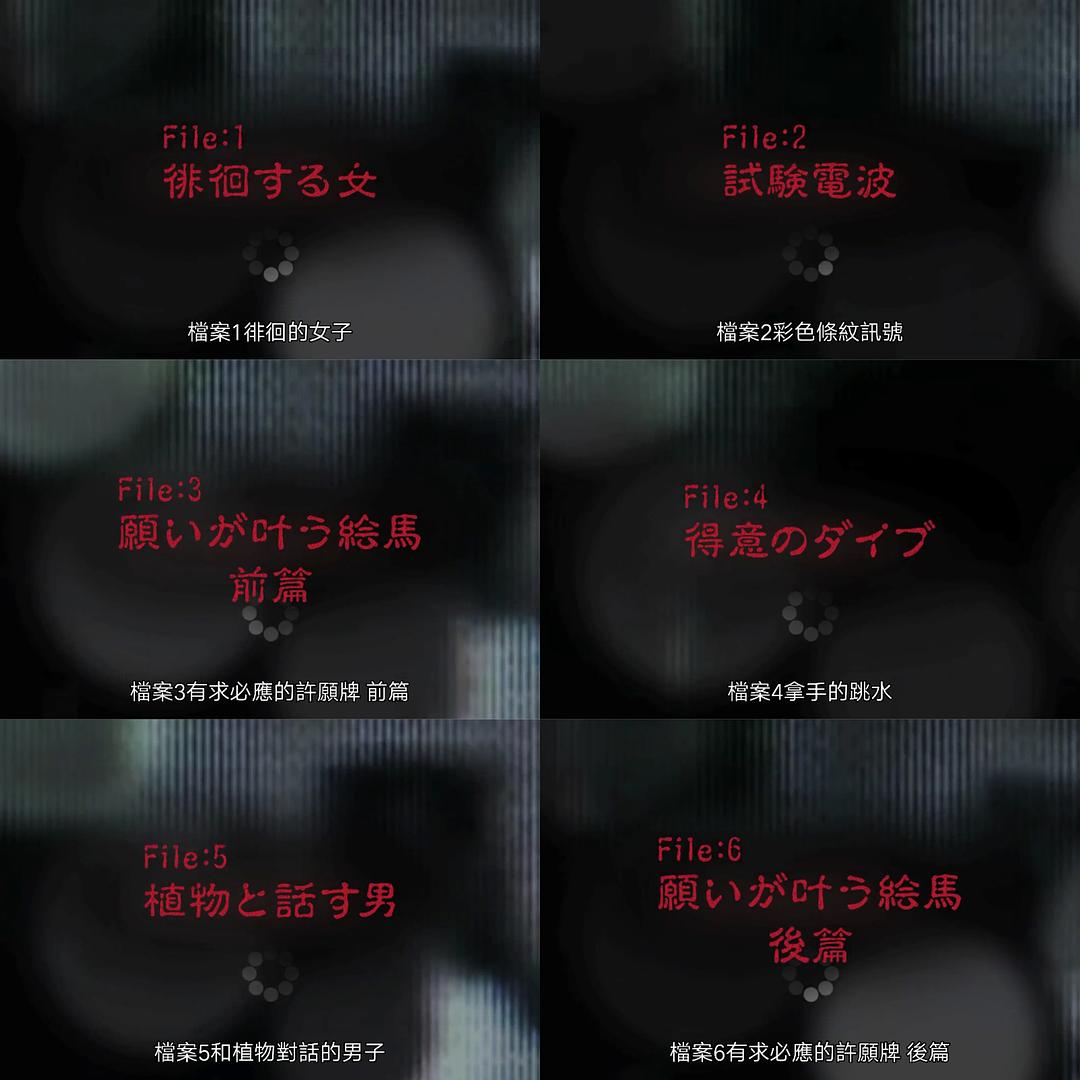 File:1
徘徊する女
檔案1徘徊的女子
File:2
試験電波
檔案2彩色條紋訊號
File:3
願いが叶う絵馬
前篇
檔案3有求必應的許願牌 前篇
File:4
得意のダイブ
檔案4拿手的跳水
File:5
植物と話す男
檔案5和植物對話的男子
File:6
願いが叶う絵馬
後篇
檔案6有求必應的許願牌 後篇